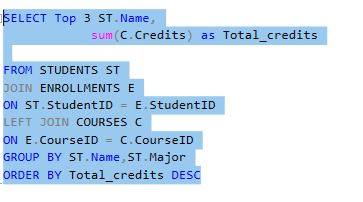 SELECT Top 3 ST.Name,
sum(C.Credits) as Total_credits
FROM STUDENTS ST
JOIN ENROLLMENTS E
ON ST.StudentID = E.StudentID
LEFT JOIN COURSES C
ON E.CourseID = C.CourseID
GROUP BY ST.Name,ST.Major
ORDER BY Total_credits DESC